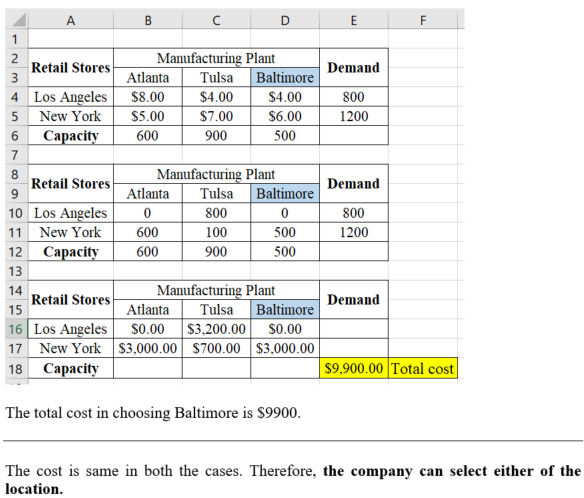 A B C D E F
1
2 Retail Stores Manufacturing Plant Demand
3 Atlanta Tulsa Baltimore
4 Los Angeles $8.00 $4.00 $4.00 800
5 New York $5.00 $7.00 $6.00 1200
6 Capacity 600 900 500
7
8 Retail Stores Manufacturing Plant Demand
9 Atlanta Tulsa Baltimore
10 Los Angeles 0 800 0 800
11 New York 600 100 500 1200
12 Capacity 600 900 500
13
14 Retail Stores Manufacturing Plant Demand
15 Atlanta Tulsa Baltimore
16 Los Angeles $0.00 $3,200.00 $0.00
17 New York $3,000.00 $700.00 $3,000.00
18 Capacity $9,900.00 Total cost
The total cost in choosing Baltimore is $9900.
The cost is same in both the cases. Therefore, the company can select either of the
location.